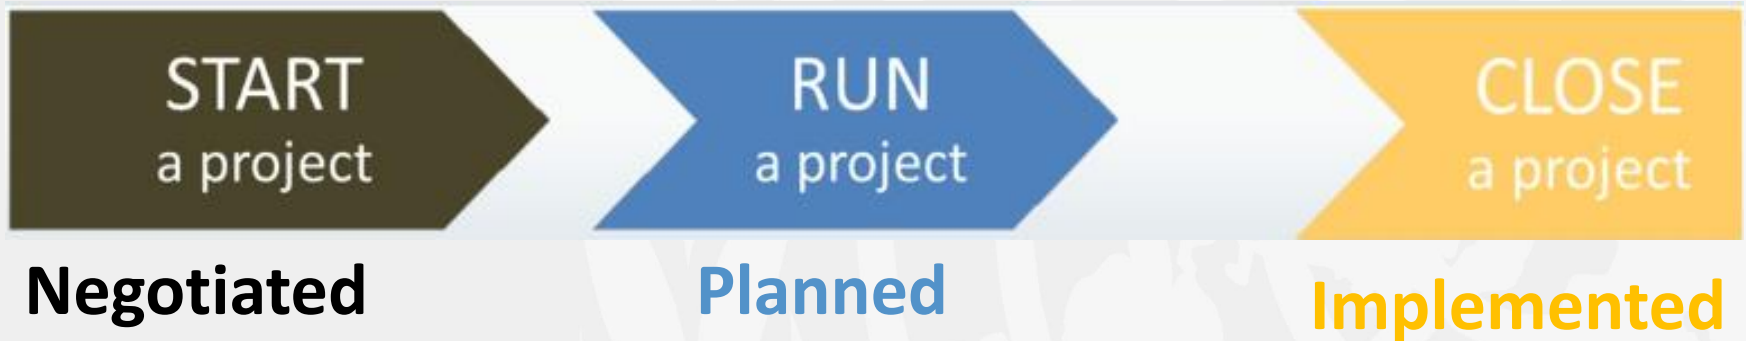 START
a project
RUN
a project
CLOSE
a project
Negotiated
Planned
Implemented